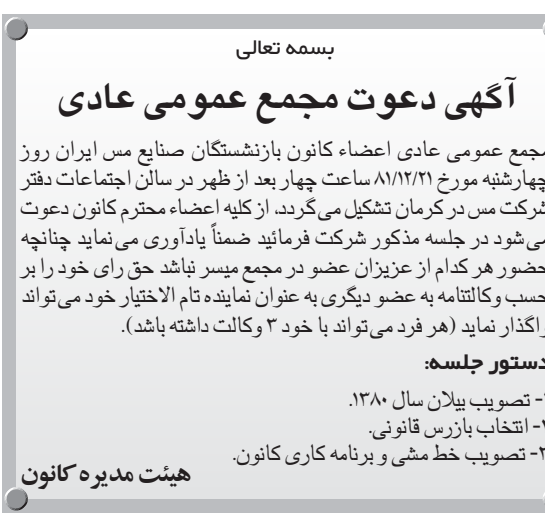 بسمه تعالی
آگهی دعوت مجمع عمومی عادی
مجمع عمومی عادی اعضاء کانون بازنشستگان صنایع مس ایران روز
چهارشنبه مورخ ۸۱/۱۲/۲۱ ساعت چهار بعد از ظهر در سالن اجتماعات دفتر
شرکت مس در کرمان تشکیل می گردد، از کلیه اعضاء محترم کانون دعوت
می شود در جلسه مذکور شرکت فرمائید ضمناً یادآوری می نماید چنانچه
حضور هر کدام از عزیزان عضو در مجمع میسر نباشد حق رای خود را بر
حسب وکالتنامه به عضو دیگری به عنوان نماینده تام الاختیار خود می تواند
واگذار نماید (هر فرد می تواند با خود ۳ وکالت داشته باشد).
دستور جلسه:
۱- تصویب بیلان سال ۱۳۸۰.
۲- انتخاب بازرس قانونی.
۳- تصویب خط مشی و برنامه کاری کانون.
هیئت مدیره کانون